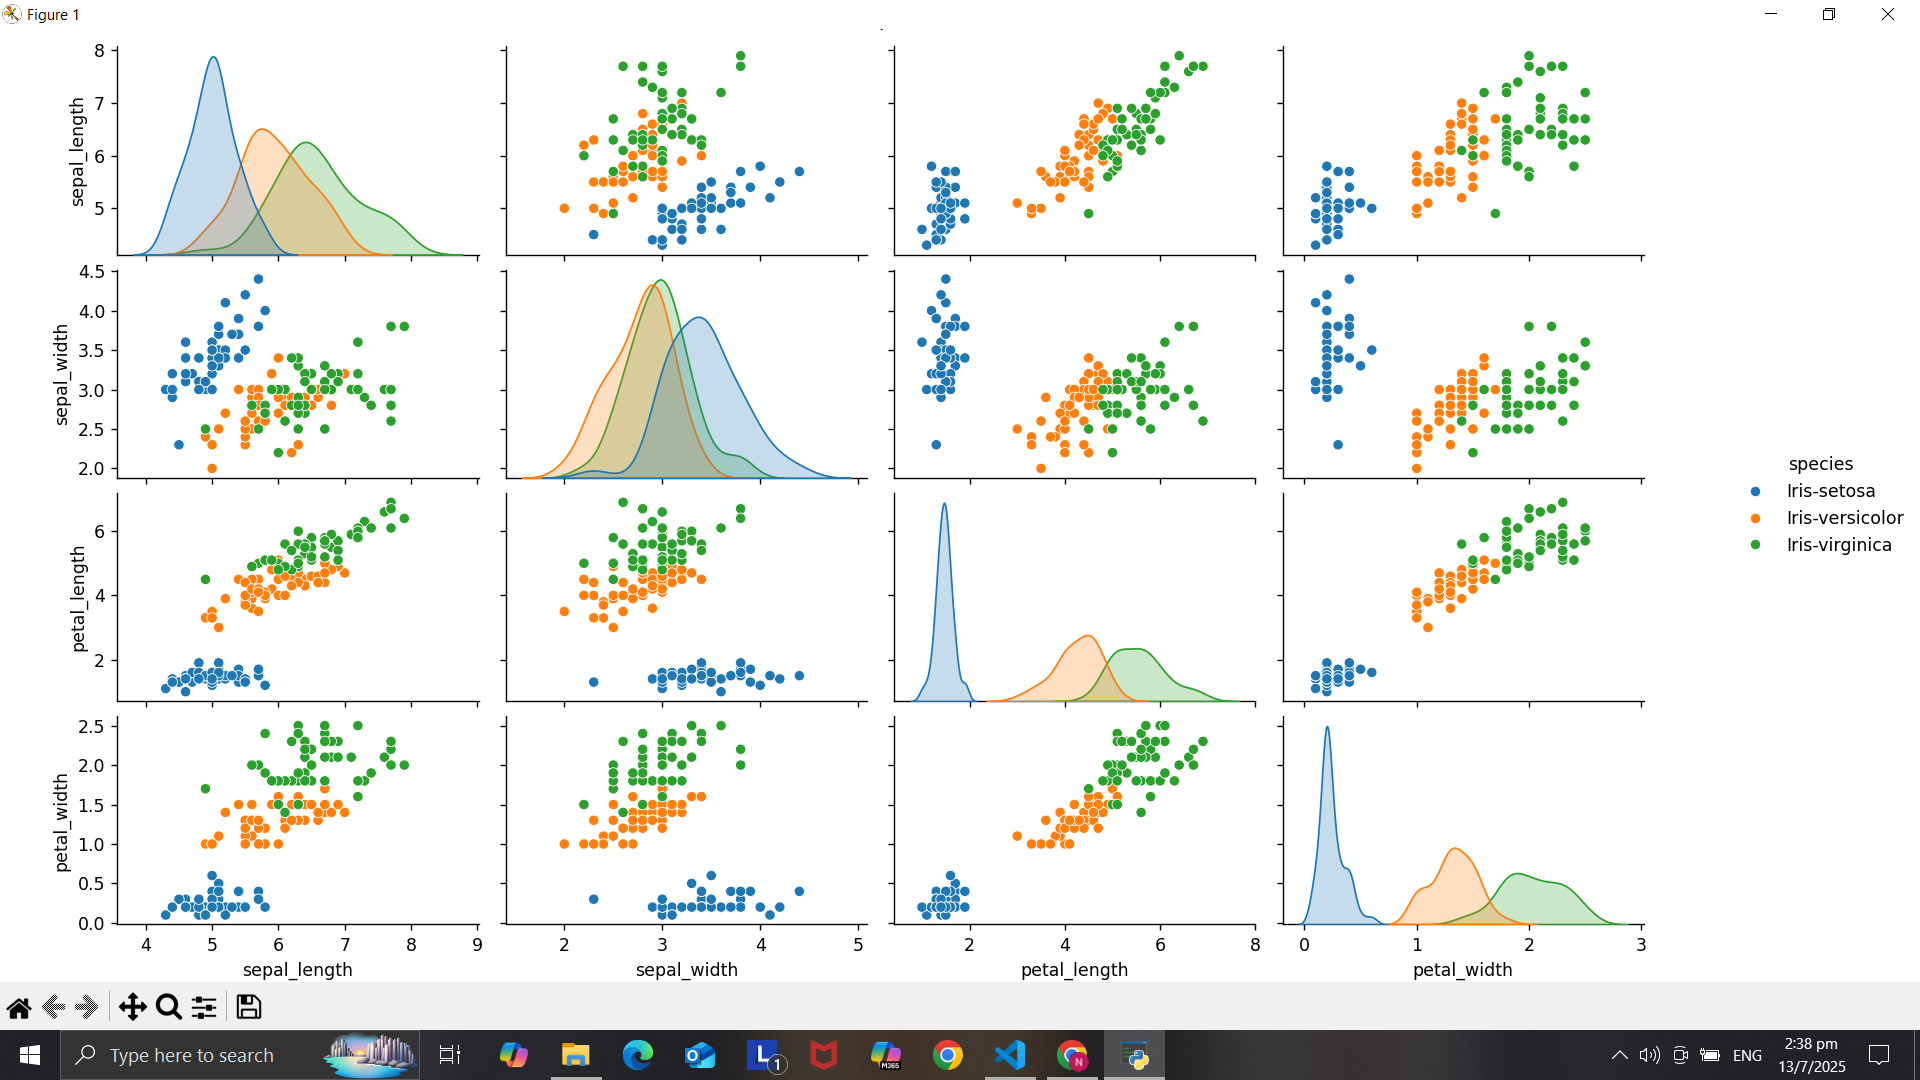 Figure 1
8
7
6
5
sepal_length
4.5
4.0
3.5
3.0
2.5
2.0
sepal_width
6
4
2
petal_length
2.5
2.0
1.5
1.0
0.5
0.0
petal_width
4 5 6 7 8 9
sepal_length
2 3 4 5
sepal_width
2 4 6 8
petal_length
0 1 2 3
petal_width
species
Iris-setosa
Iris-versicolor
Iris-virginica
Type here to search
L
1
M365
N
ENG
2:38 pm
13/7/2025